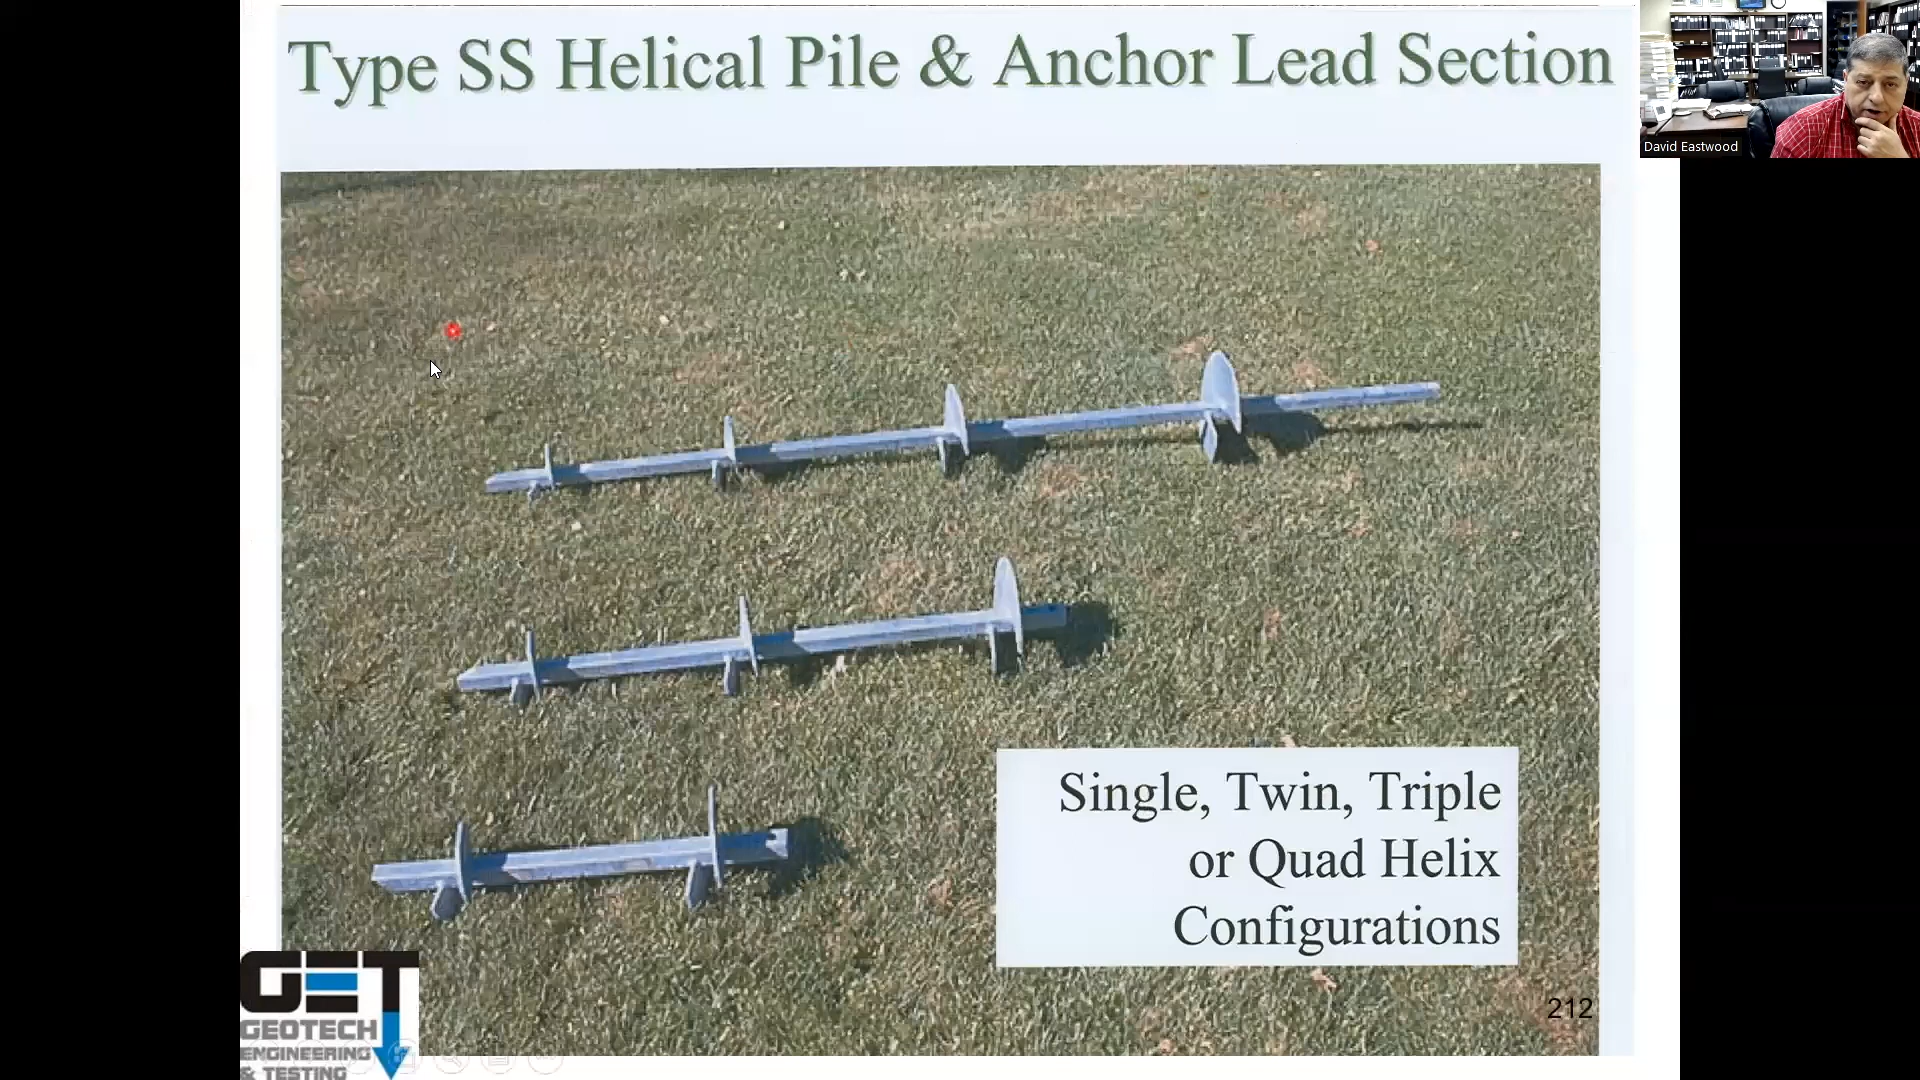 Type SS Helical Pile & Anchor Lead Section
David Eastwood
Single, Twin, Triple
or Quad Helix
Configurations
212
GET
GEOTECH
ENGINEERING
& TESTING